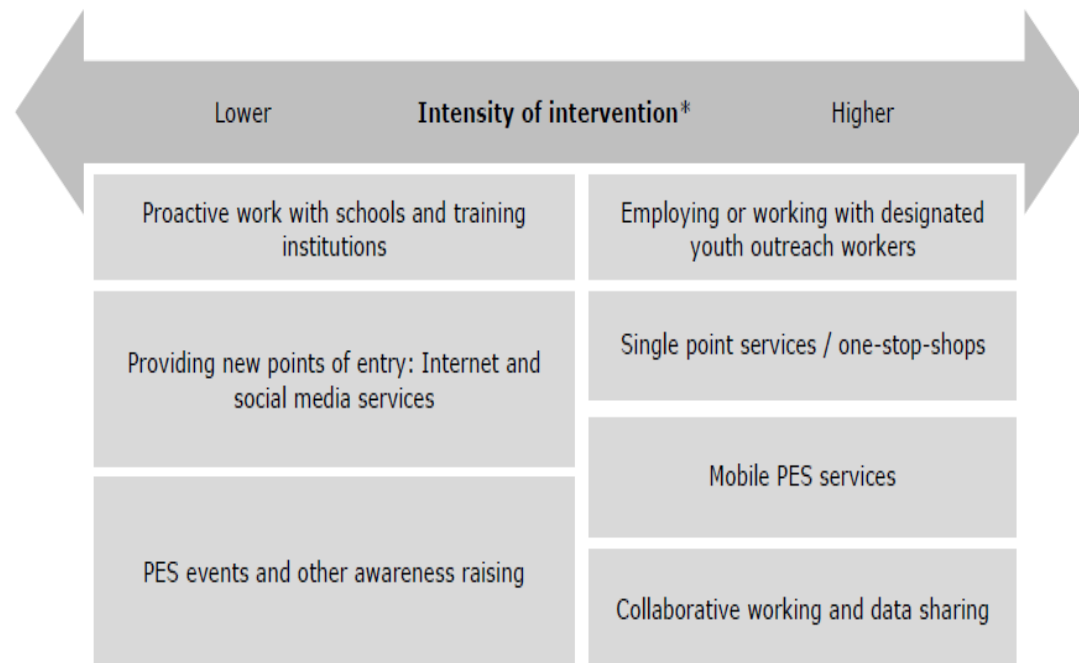 Lower Intensity of intervention* Higher
Proactive work with schools and training
institutions
Employing or working with designated
youth outreach workers
Providing new points of entry: Internet and
social media services
Single point services / one-stop-shops
Mobile PES services
PES events and other awareness raising
Collaborative working and data sharing